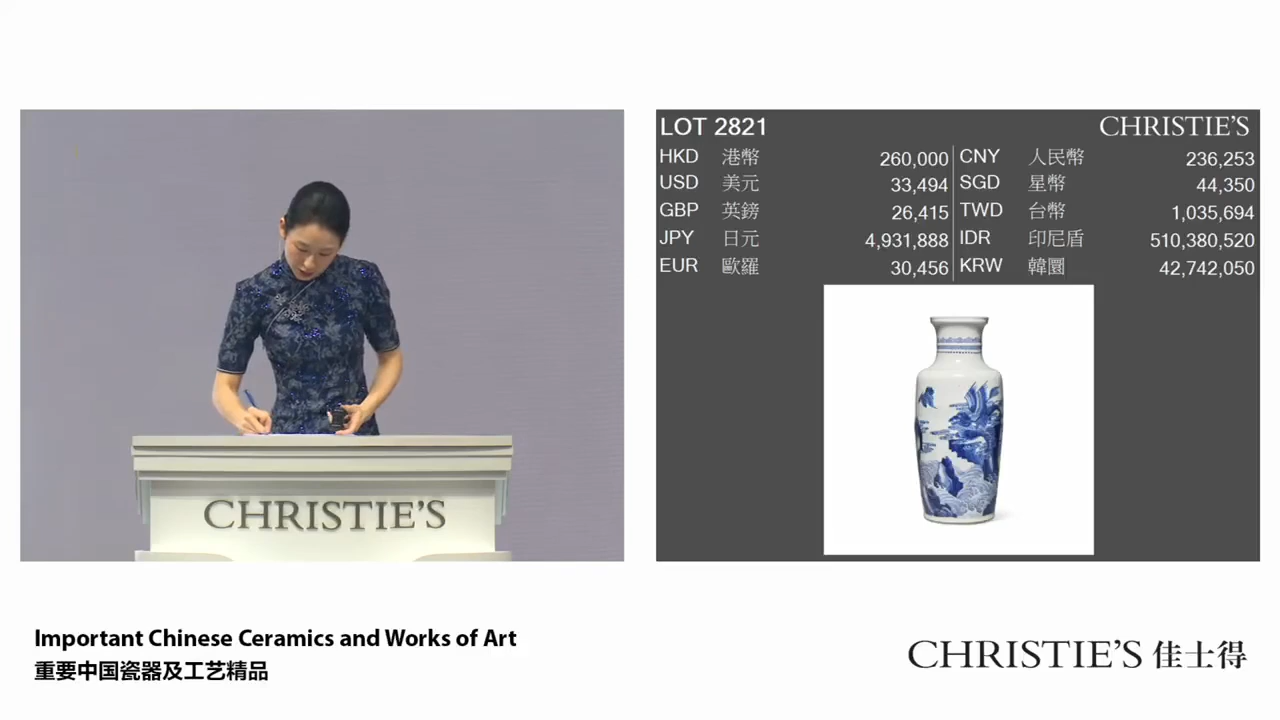 LOT 2821 CHRISTIE'S
HKD 港幣 260,000 CNY 人民幣 236,253
USD 美元 33,494 SGD 星幣 44,350
GBP 英鎊 26,415 TWD 台幣 1,035,694
JPY 日元 4,931,888 IDR 印尼盾 510,380,520
EUR 歐羅 30,456 KRW 韓圜 42,742,050
CHRISTIE'S
Important Chinese Ceramics and Works of Art
重要中国瓷器及工艺精品
CHRISTIE'S 佳士得